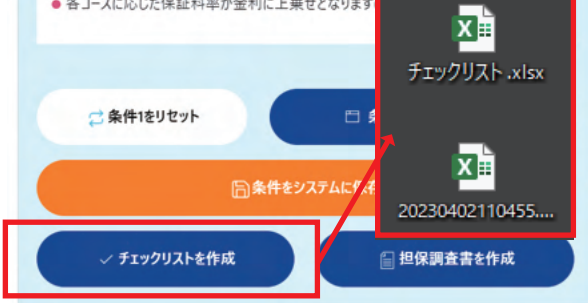 ● 各コースに応じた保証料率が金利に上乗せとなります
条件1をリセット
チェックリスト .xlsx
条件をシステムに保存
20230402110455....
チェックリストを作成
担保調査書を作成